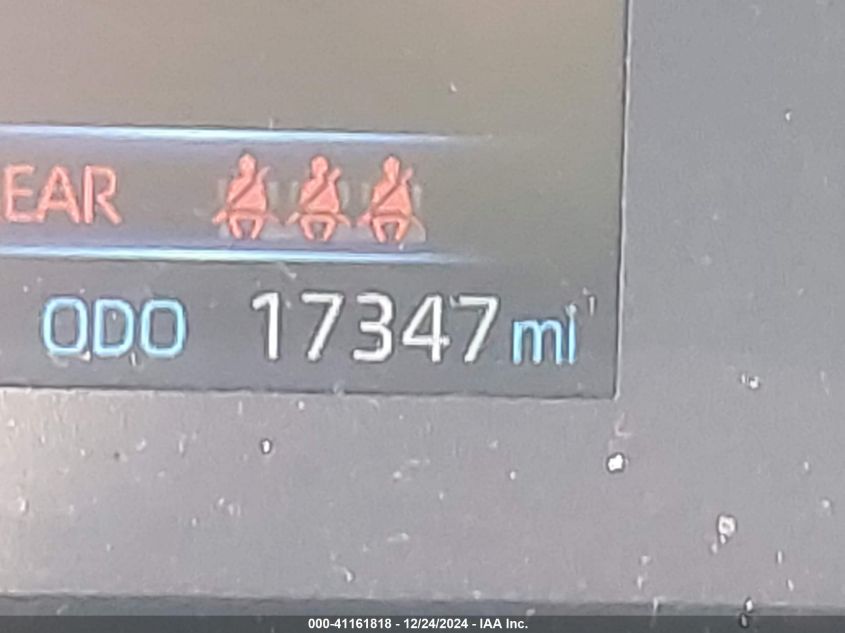 EAR
ODO 17347 mi
000-41161818 - 12/24/2024 - IAA Inc.